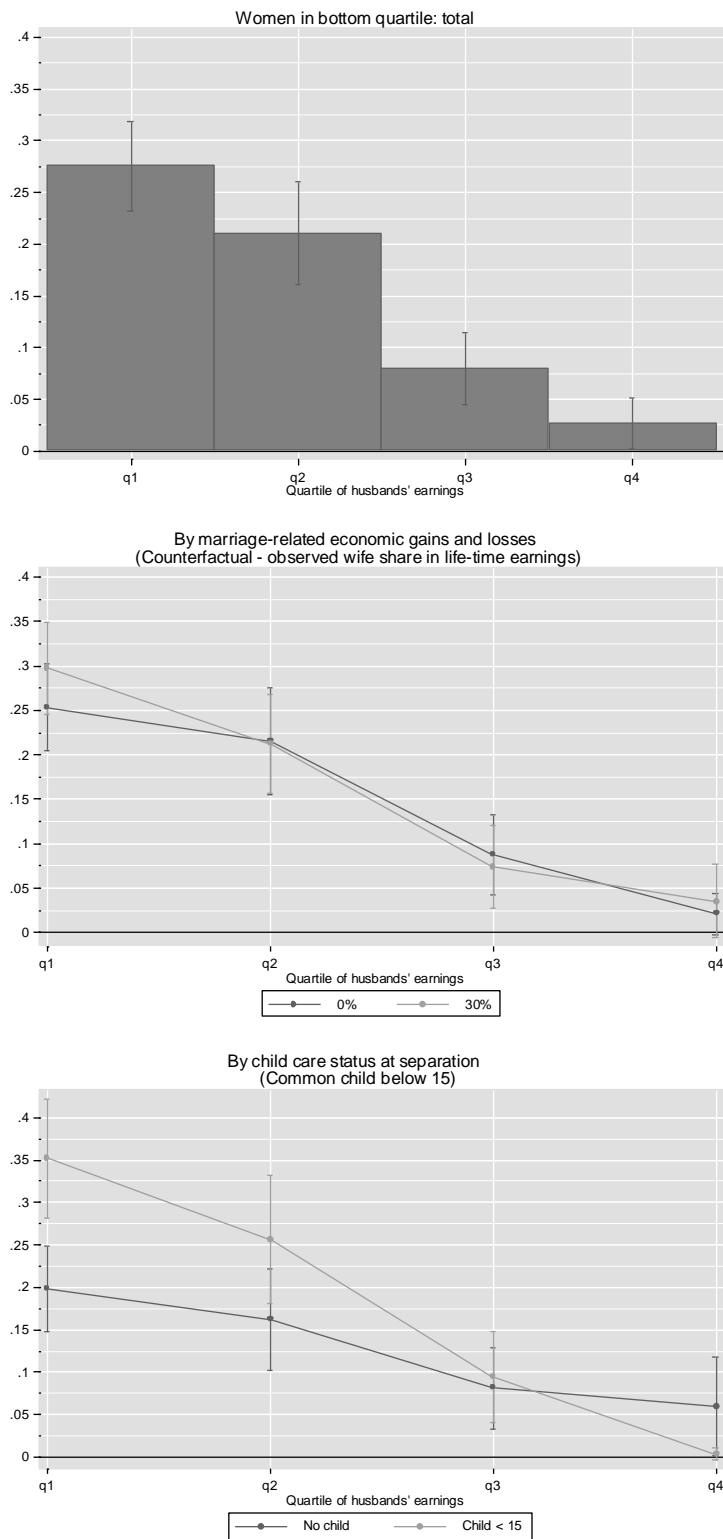 Women in bottom quartile: total
.4
.35
.3
.25
.2
.15
.1
.05
0
q1 q2 q3 q4
Quartile of husbands' earnings
By marriage-related economic gains and losses
(Counterfactual - observed wife share in life-time earnings)
.4
.35
.3
.25
.2
.15
.1
.05
0
q1 q2 q3 q4
Quartile of husbands' earnings
0% 30%
By child care status at separation
(Common child below 15)
.4
.35
.3
.25
.2
.15
.1
.05
0
q1 q2 q3 q4
Quartile of husbands' earnings
No child Child < 15